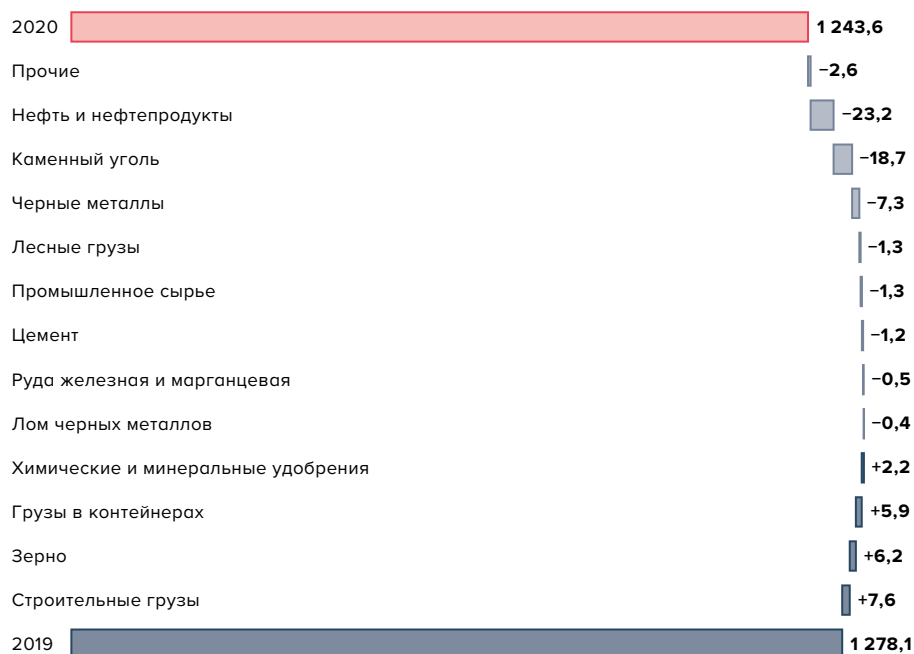 2020 1 243,6
Прочие −2,6
Нефть и нефтепродукты −23,2
Каменный уголь −18,7
Черные металлы −7,3
Лесные грузы −1,3
Промышленное сырье −1,3
Цемент −1,2
Руда железная и марганцевая −0,5
Лом черных металлов −0,4
Химические и минеральные удобрения +2,2
Грузы в контейнерах +5,9
Зерно +6,2
Строительные грузы +7,6
2019 1 278,1